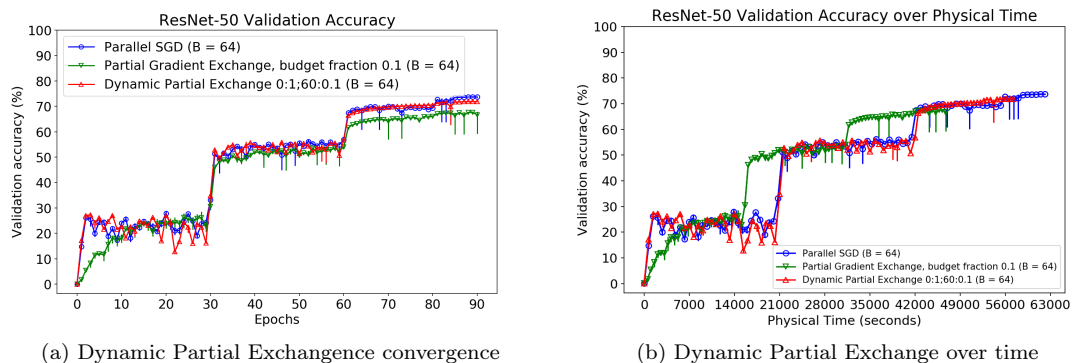 ResNet-50 Validation Accuracy
Validation accuracy (%)
100
90
80
70
60
50
40
30
20
10
0
Parallel SGD (B = 64)
Partial Gradient Exchange, budget fraction 0.1 (B = 64)
Dynamic Partial Exchange 0:1;60:0.1 (B = 64)
0 10 20 30 40 50 60 70 80 90
Epochs
(a) Dynamic Partial Exchangence convergence
ResNet-50 Validation Accuracy over Physical Time
Validation accuracy (%)
100
90
80
70
60
50
40
30
20
10
0
Parallel SGD (B = 64)
Partial Gradient Exchange, budget fraction 0.1 (B = 64)
Dynamic Partial Exchange 0:1;60:0.1 (B = 64)
0 7000 14000 21000 28000 35000 42000 49000 56000 63000
Physical Time (seconds)
(b) Dynamic Partial Exchange over time